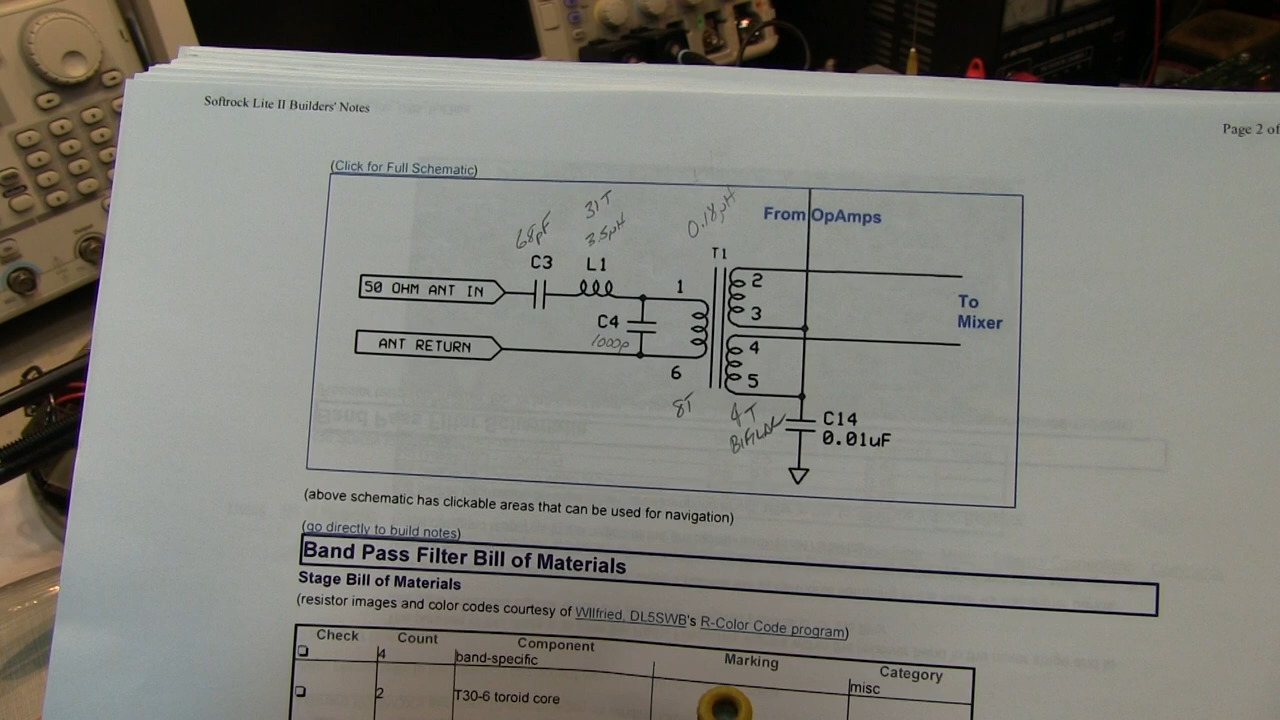 Softrock Lite II Builders' Notes
Page 2 of
(Click for Full Schematic)
68pF
31T
3.5µH
0.18µH
From OpAmps
C3
L1
T1
50 OHM ANT IN
1
2
3
To
Mixer
C4
1000p
ANT RETURN
4
5
6
8T
4T
BIFILAR
C14
0.01uF
(above schematic has clickable areas that can be used for navigation)
(go directly to build notes)
Band Pass Filter Bill of Materials
Stage Bill of Materials
(resistor images and color codes courtesy of WIlfried, DL5SWB's R-Color Code program)
Check Count Component Marking Category
4 band-specific misc
2 T30-6 toroid core